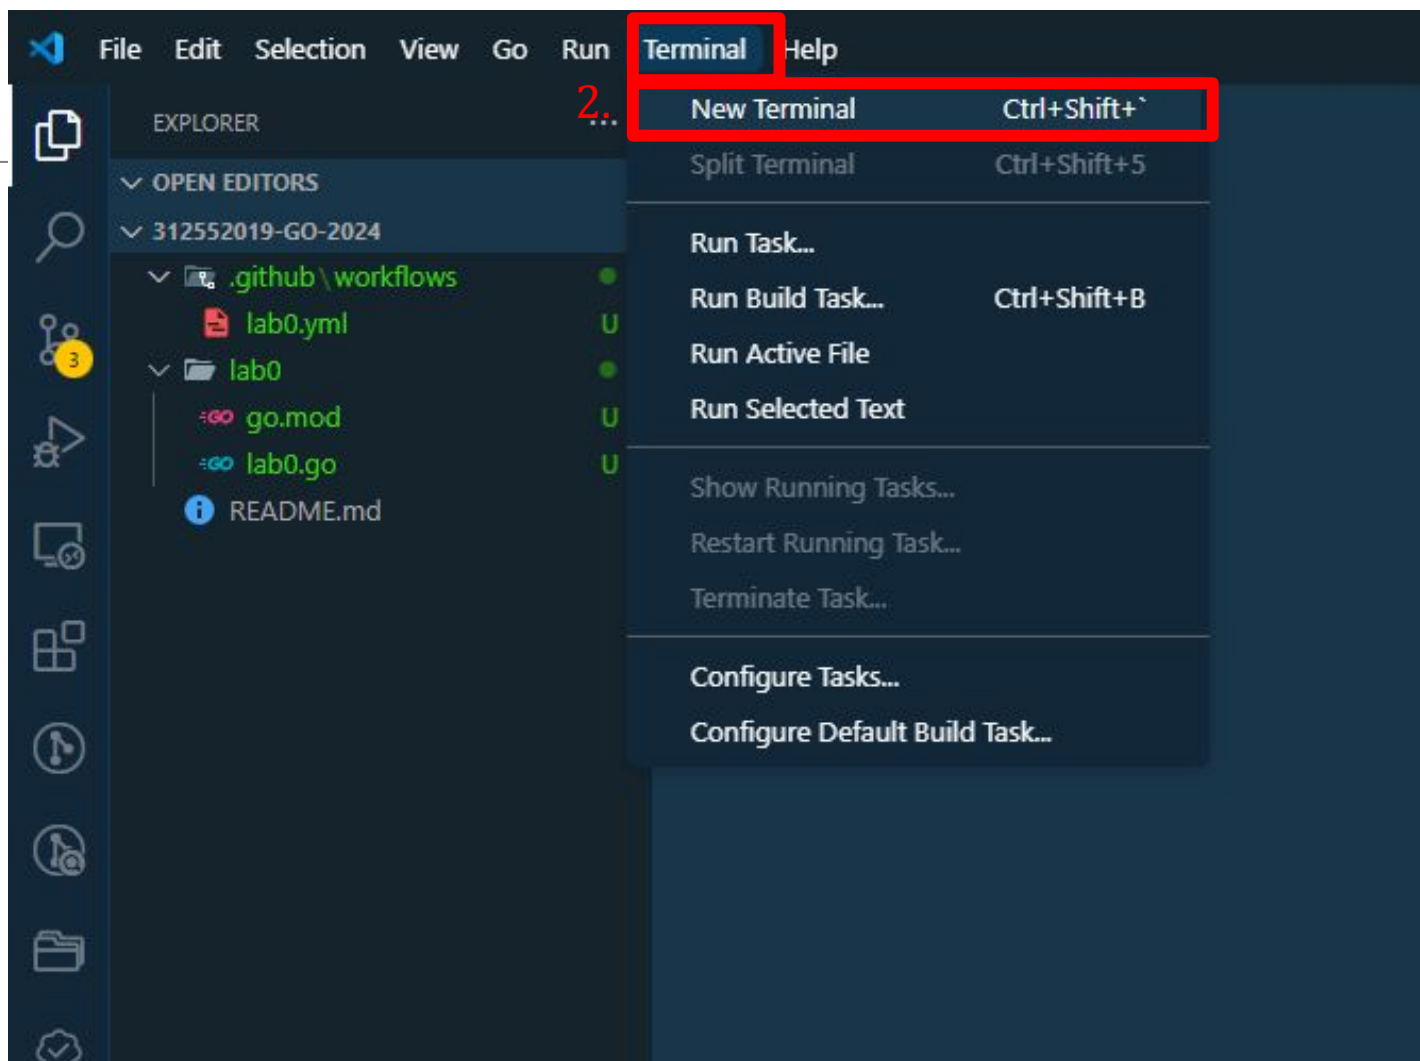 File Edit Selection View Go Run Terminal Help
EXPLORER
...
2.
New Terminal Ctrl+Shift+`
Split Terminal Ctrl+Shift+5
Run Task...
Run Build Task... Ctrl+Shift+B
Run Active File
Run Selected Text
Show Running Tasks...
Restart Running Task...
Terminate Task...
Configure Tasks...
Configure Default Build Task...
OPEN EDITORS
312552019-GO-2024
.github\workflows
lab0.yml U
lab0
GO go.mod U
GO lab0.go U
README.md
3